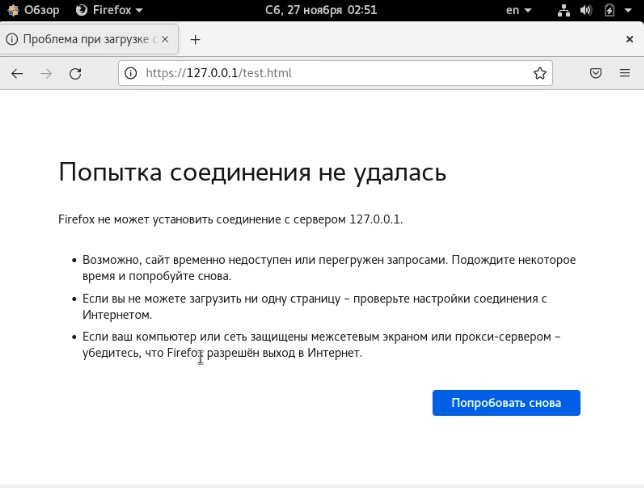 Обзор Firefox Сб, 27 ноября 02:51 en
Проблема при загрузке с
https://127.0.0.1/test.html
Попытка соединения не удалась
Firefox не может установить соединение с сервером 127.0.0.1.
• Возможно, сайт временно недоступен или перегружен запросами. Подождите некоторое
время и попробуйте снова.
• Если вы не можете загрузить ни одну страницу – проверьте настройки соединения с
Интернетом.
• Если ваш компьютер или сеть защищены межсетевым экраном или прокси-сервером –
убедитесь, что Firefox разрешён выход в Интернет.
Попробовать снова